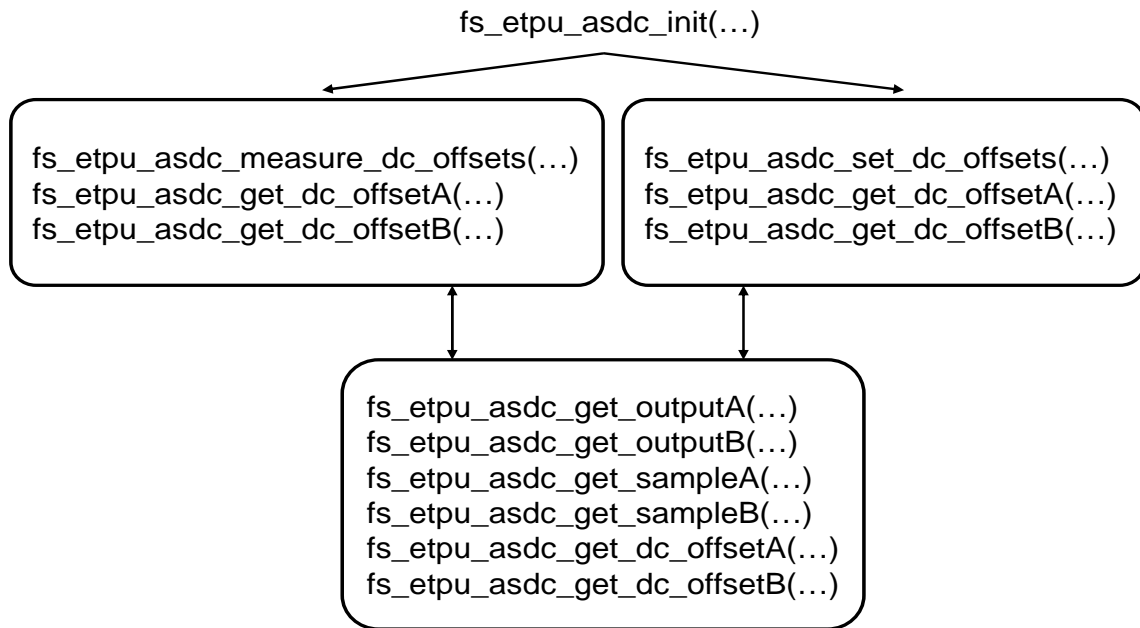 fs_etpu_asdc_init(…)
fs_etpu_asdc_measure_dc_offsets(…)
fs_etpu_asdc_get_dc_offsetA(…)
fs_etpu_asdc_get_dc_offsetB(…)
fs_etpu_asdc_set_dc_offsets(…)
fs_etpu_asdc_get_dc_offsetA(…)
fs_etpu_asdc_get_dc_offsetB(…)
fs_etpu_asdc_get_outputA(…)
fs_etpu_asdc_get_outputB(…)
fs_etpu_asdc_get_sampleA(…)
fs_etpu_asdc_get_sampleB(…)
fs_etpu_asdc_get_dc_offsetA(…)
fs_etpu_asdc_get_dc_offsetB(…)